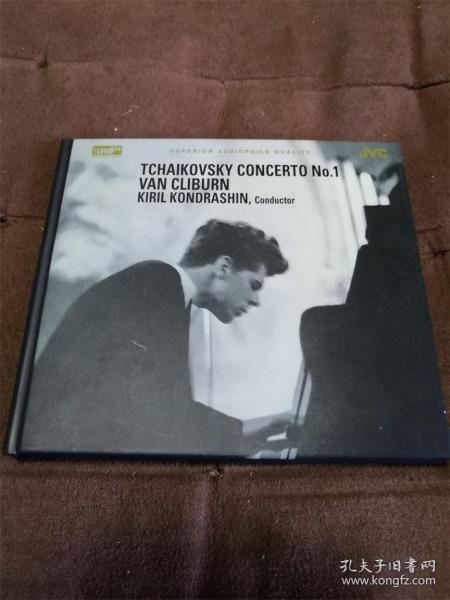 xrcd24
SUPERIOR AUDIOPHILE QUALITY
JVC
TCHAIKOVSKY CONCERTO No.1
VAN CLIBURN
KIRIL KONDRASHIN, Conductor
孔夫子旧书网
www.kongfz.com